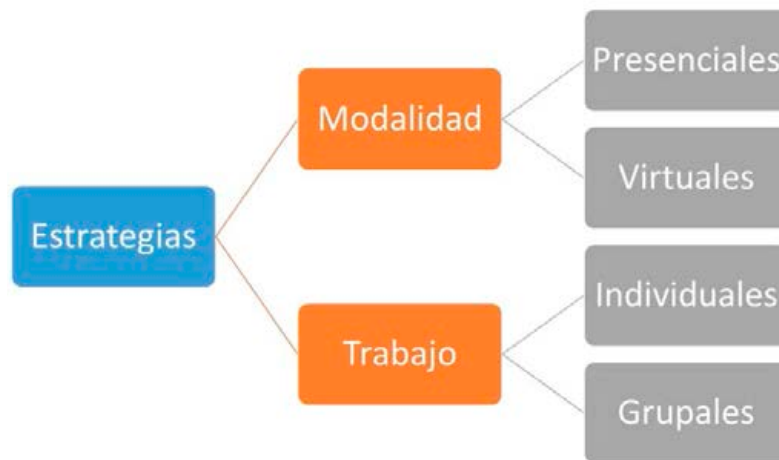 Estrategias
Modalidad
Presenciales
Virtuales
Trabajo
Individuales
Grupales